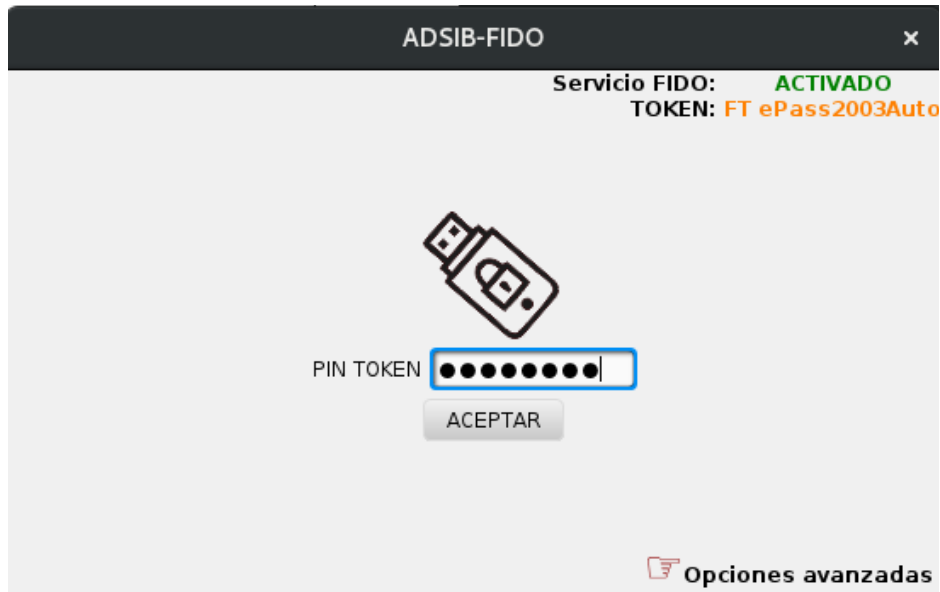 ADSIB-FIDO ×
Servicio FIDO: ACTIVADO
TOKEN: FT ePass2003Auto
PIN TOKEN ●●●●●●●●
ACEPTAR
☞ Opciones avanzadas